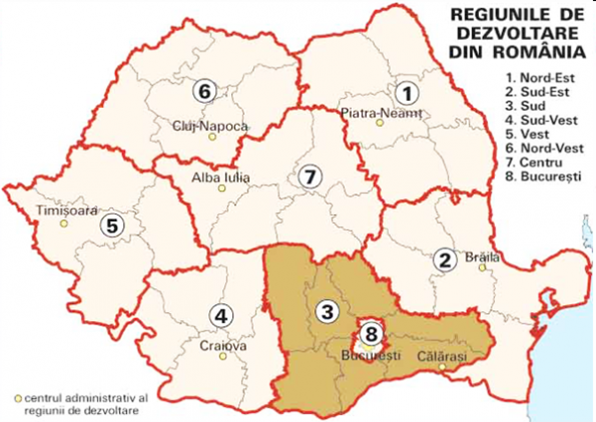 REGIUNILE DE
DEZVOLTARE
DIN ROMÂNIA
1. Nord-Est
2. Sud-Est
3. Sud
4. Sud-Vest
5. Vest
6. Nord-Vest
7. Centru
8. București
6
1
Cluj-Napoca
Piatra-Neamț
Alba Iulia
7
Timișoara
5
2
Brăila
4
3
8
Craiova
București
Călărași
centrul administrativ al
regiunii de dezvoltare